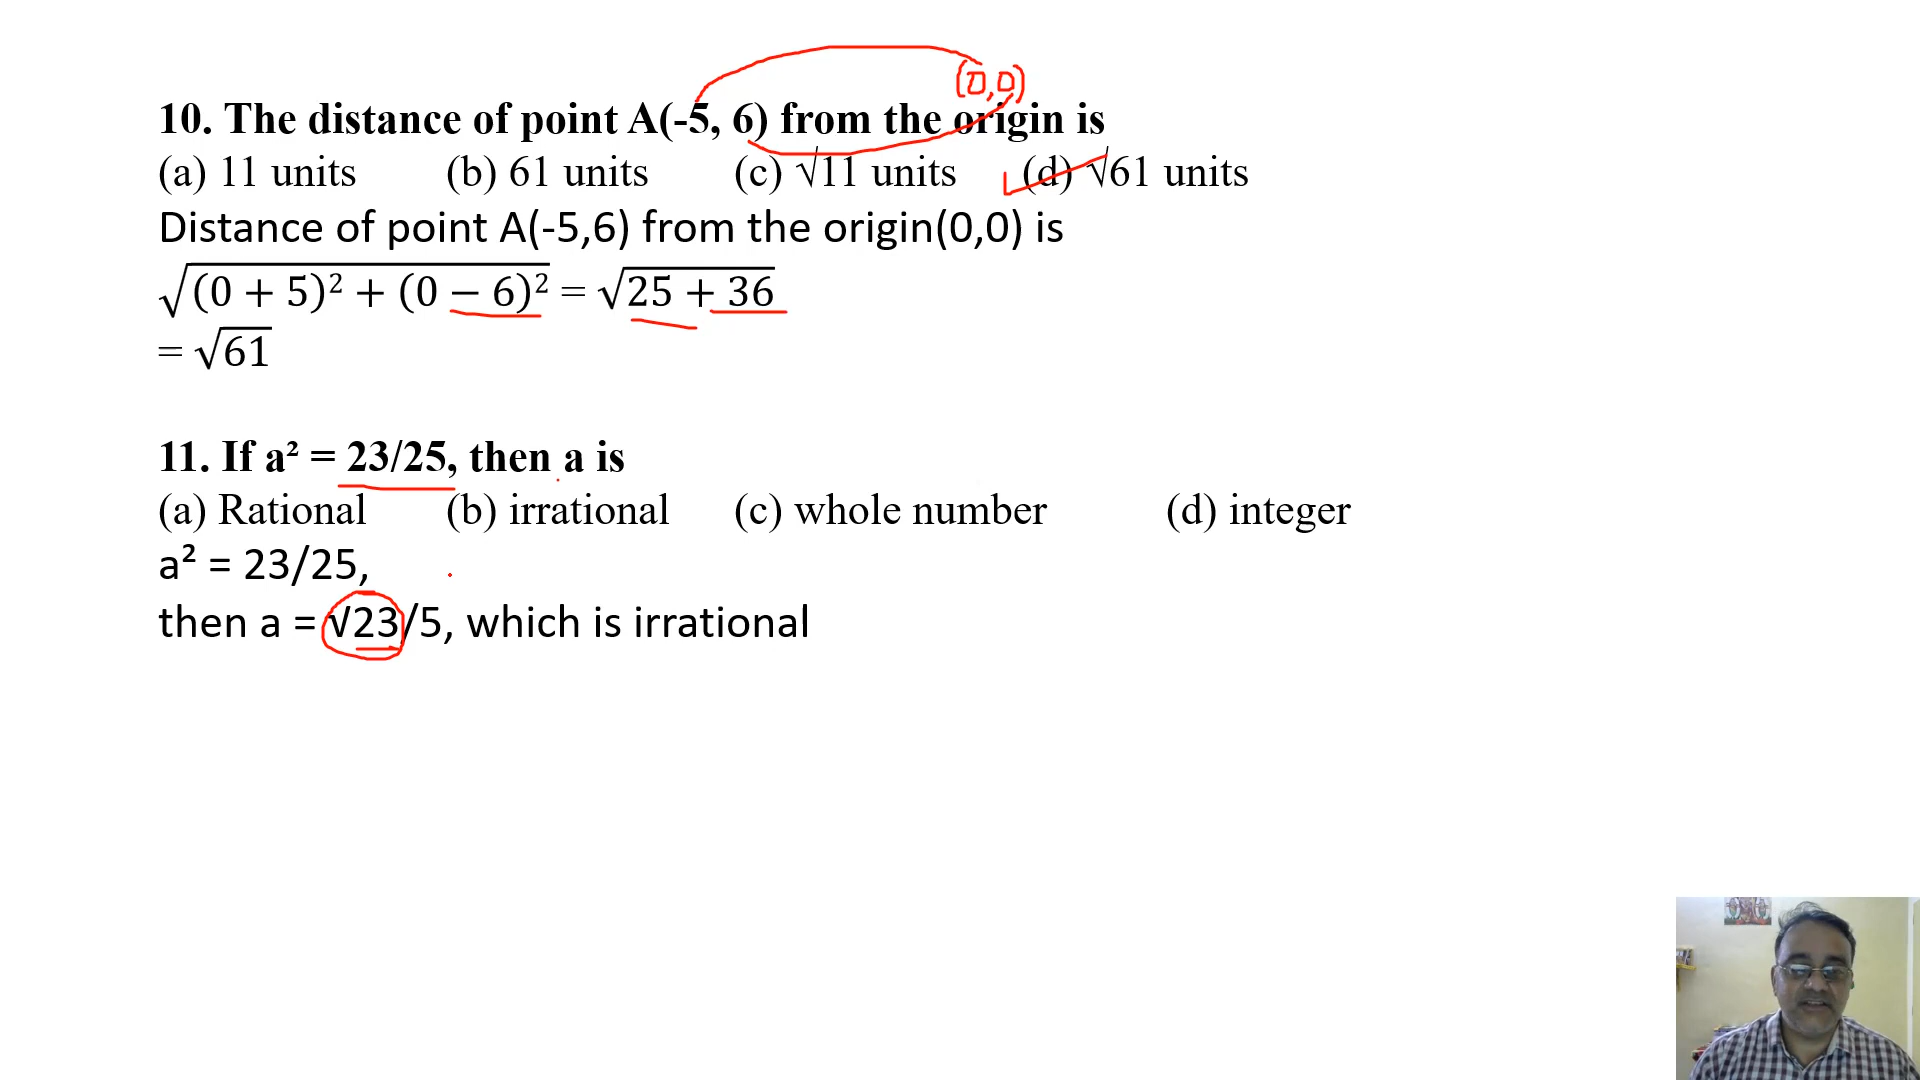 (0,0)
10. The distance of point A(-5, 6) from the origin is
(a) 11 units (b) 61 units (c) √11 units (d) √61 units
Distance of point A(-5,6) from the origin(0,0) is
√(0 + 5)² + (0 − 6)² = √25 + 36
= √61
11. If a² = 23/25, then a is
(a) Rational (b) irrational (c) whole number (d) integer
a² = 23/25,
then a = √23/5, which is irrational